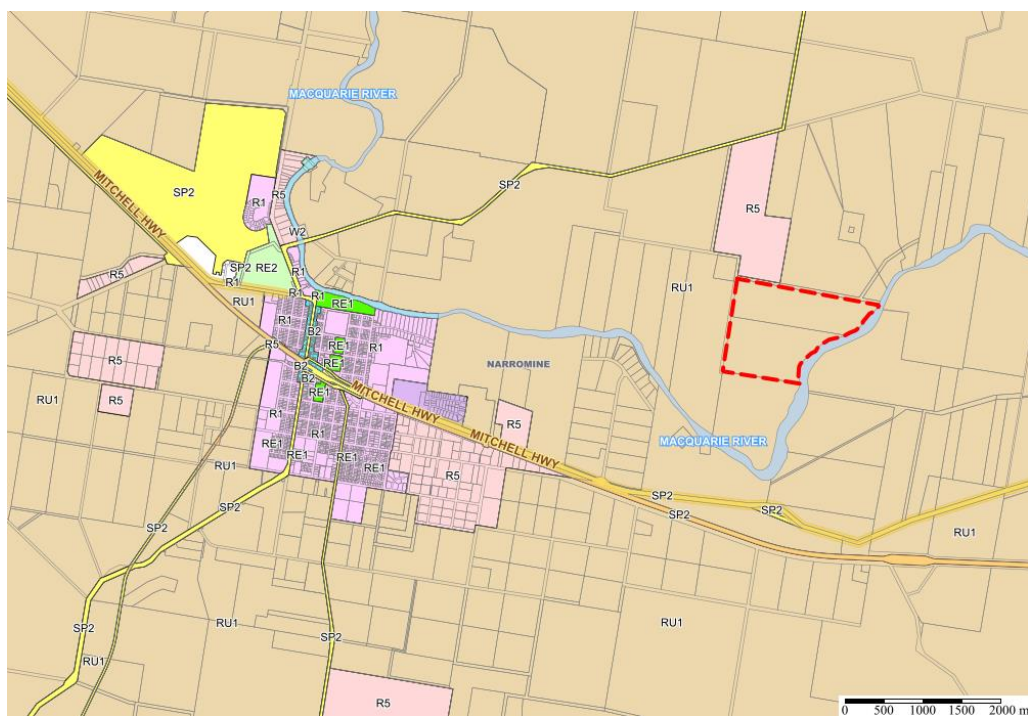 MACQUARIE RIVER
SP2
MITCHELL HWY
R5
R1
SP2
W2
R5
SP2
RE2
R1
R5
R1
R1
RU1
R1
RE1
RU1
R1
B2
R5
RE1
R1
NARROMINE
R5
B2
RE1
B2
RE1
MITCHELL HWY
R5
RU1
R5
R1
MITCHELL HWY
R5
MACQUARIE RIVER
RE1
R1
RE1
RE1
RE1
RU1
R5
SP2
SP2
SP2
SP2
SP2
RU1
SP2
RU1
SP2
RU1
RU1
R5
0 500 1000 1500 2000 m